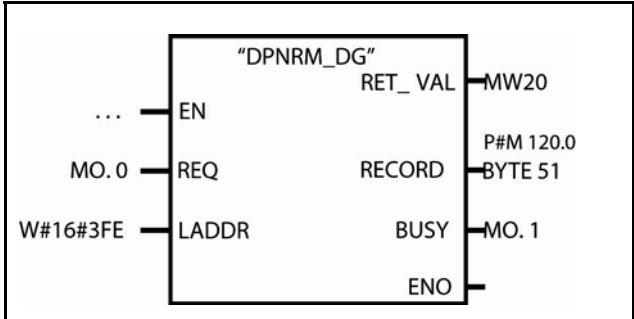 "DPNRM_DG"
RET_ VAL MW20
... EN
P#M 120.0
MO. 0 REQ RECORD BYTE 51
W#16#3FE LADDR BUSY MO. 1
ENO